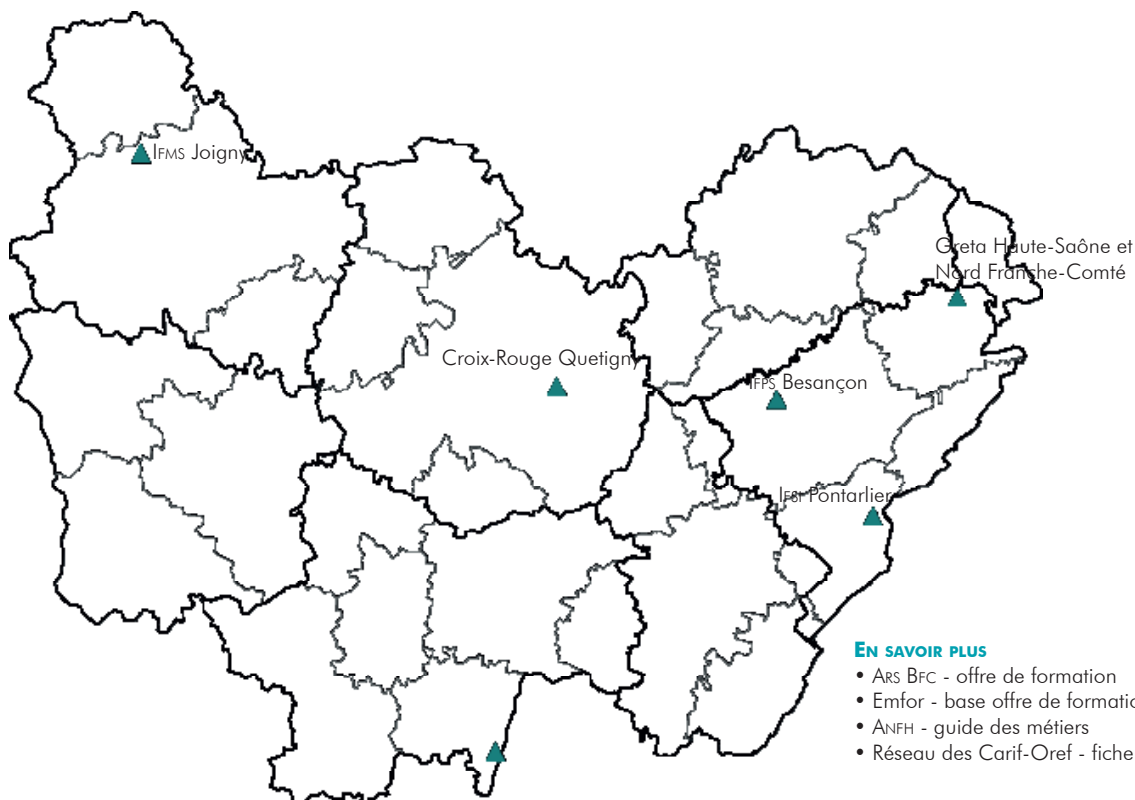 IFMS Joigny
Greta Haute-Saône et
Nord Franche-Comté
Croix-Rouge Quetigny
IFPS Besançon
IFSI Pontarlier
EN SAVOIR PLUS
• ARS BFC - offre de formation
• Emfor - base offre de formatio
• ANFH - guide des métiers
• Réseau des Carif-Oref - fiche